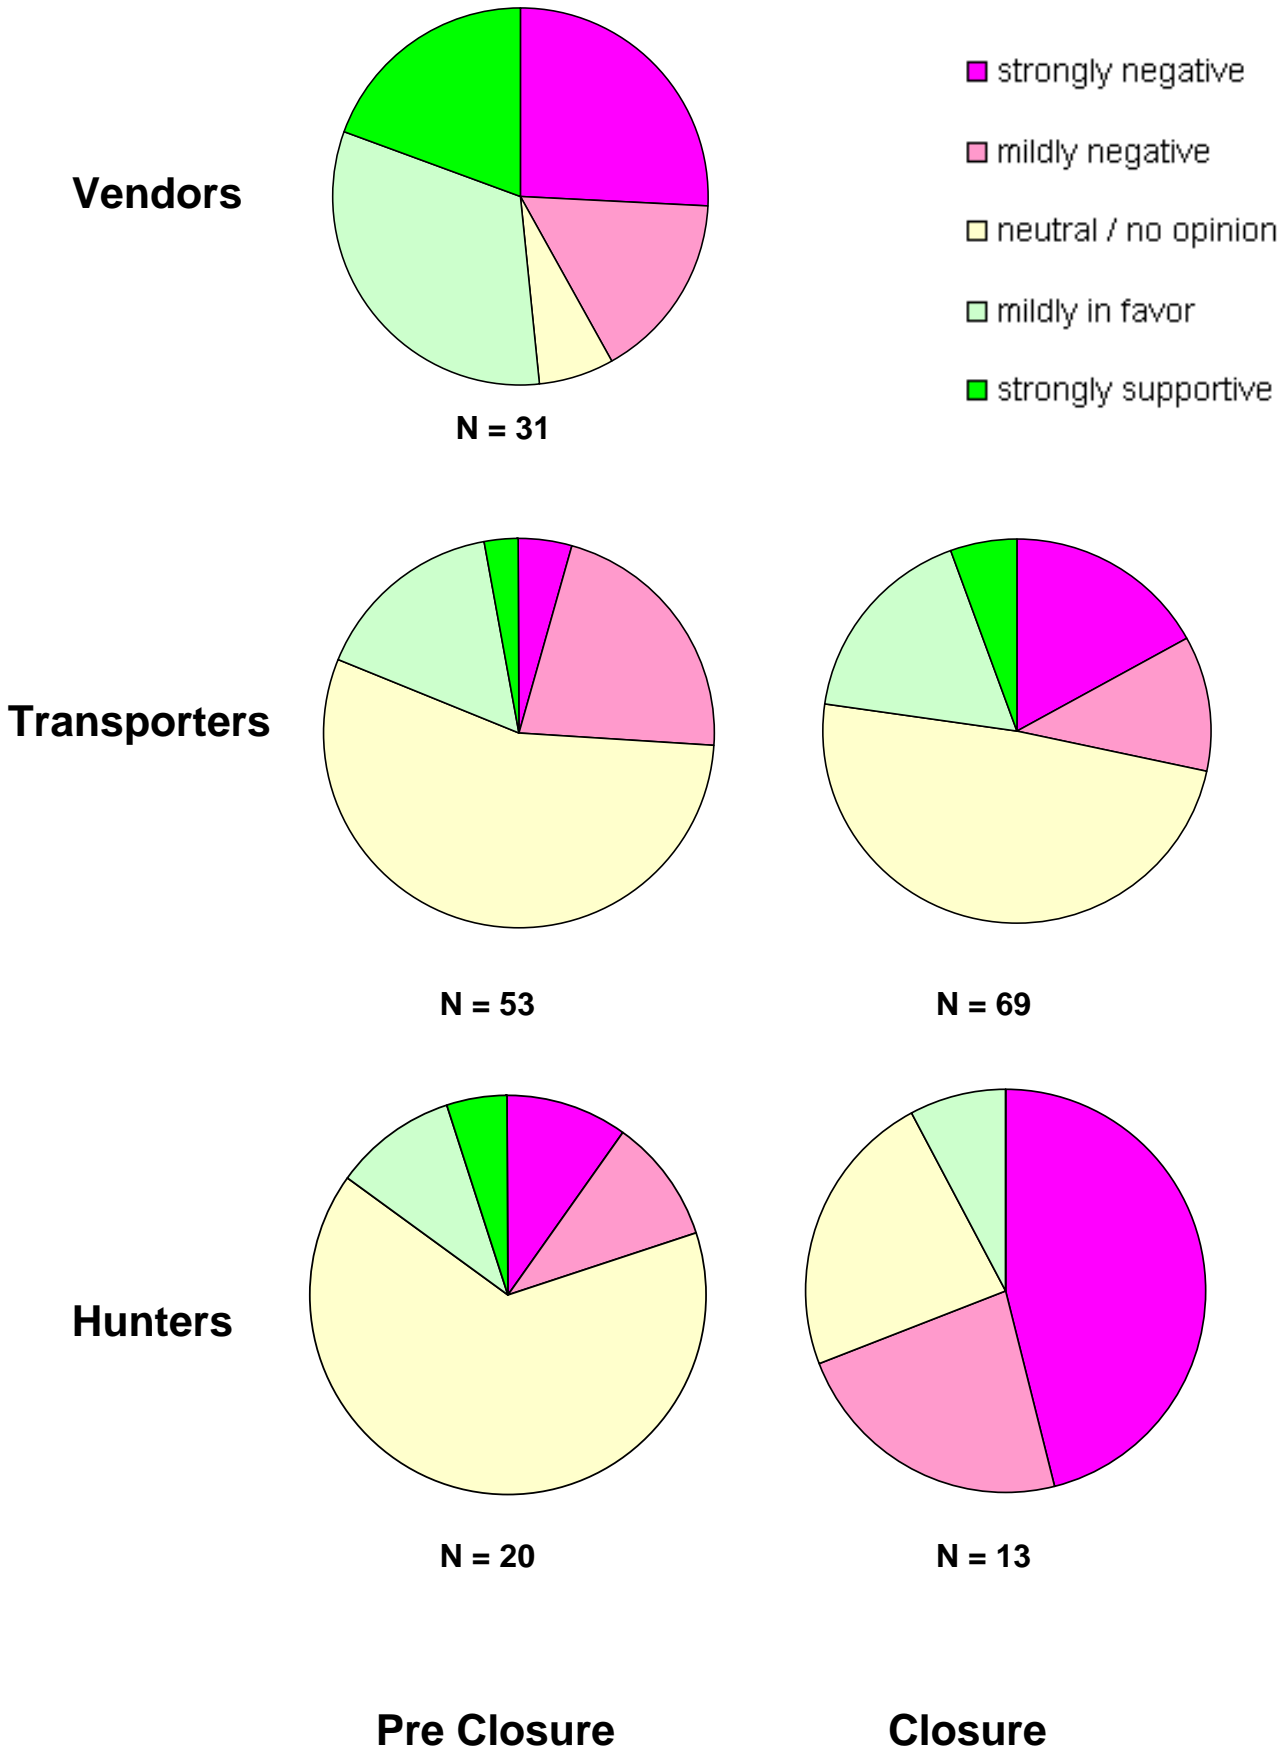 strongly negative
mildly negative
neutral / no opinion
mildly in favor
strongly supportive
Vendors
N = 31
Transporters
N = 53
N = 69
Hunters
N = 20
N = 13
Pre Closure
Closure